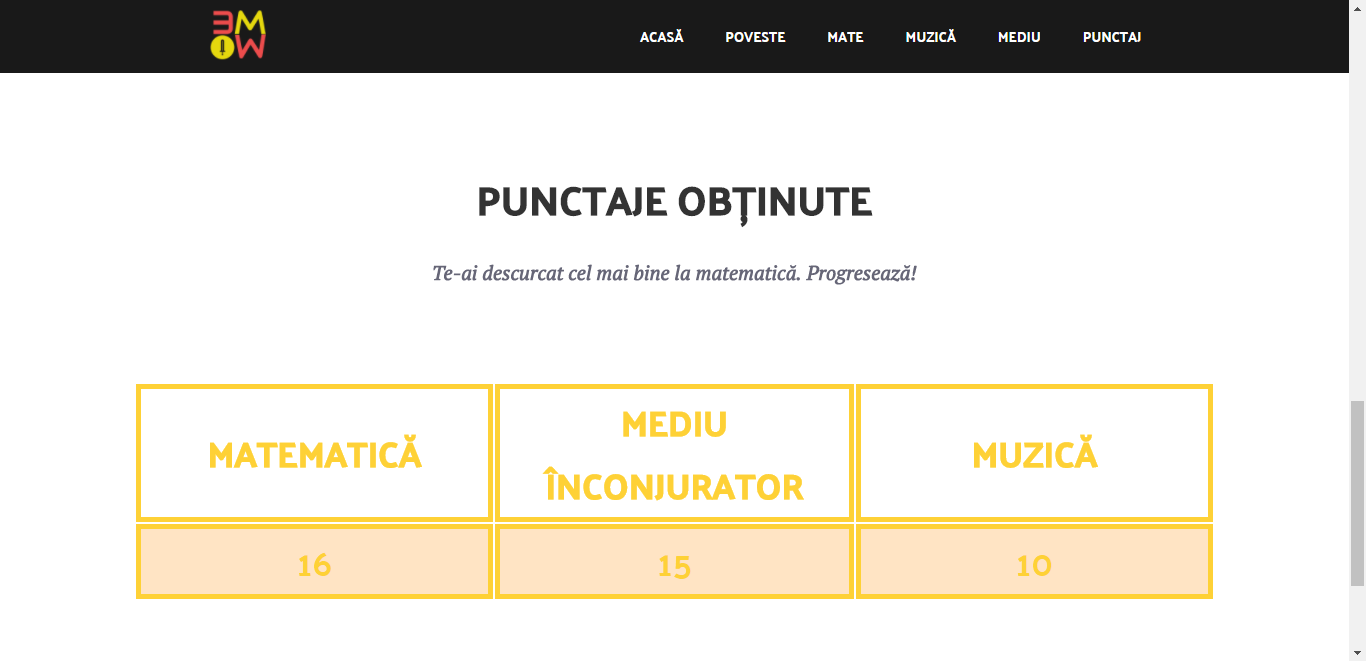 3M
W
ACASĂ POVESTE MATE MUZICĂ MEDIU PUNCTAJ
PUNCTAJE OBȚINUTE
Te-ai descurcat cel mai bine la matematică. Progresează!
MATEMATICĂ
MEDIU
ÎNCONJURATOR
MUZICĂ
16 15 10